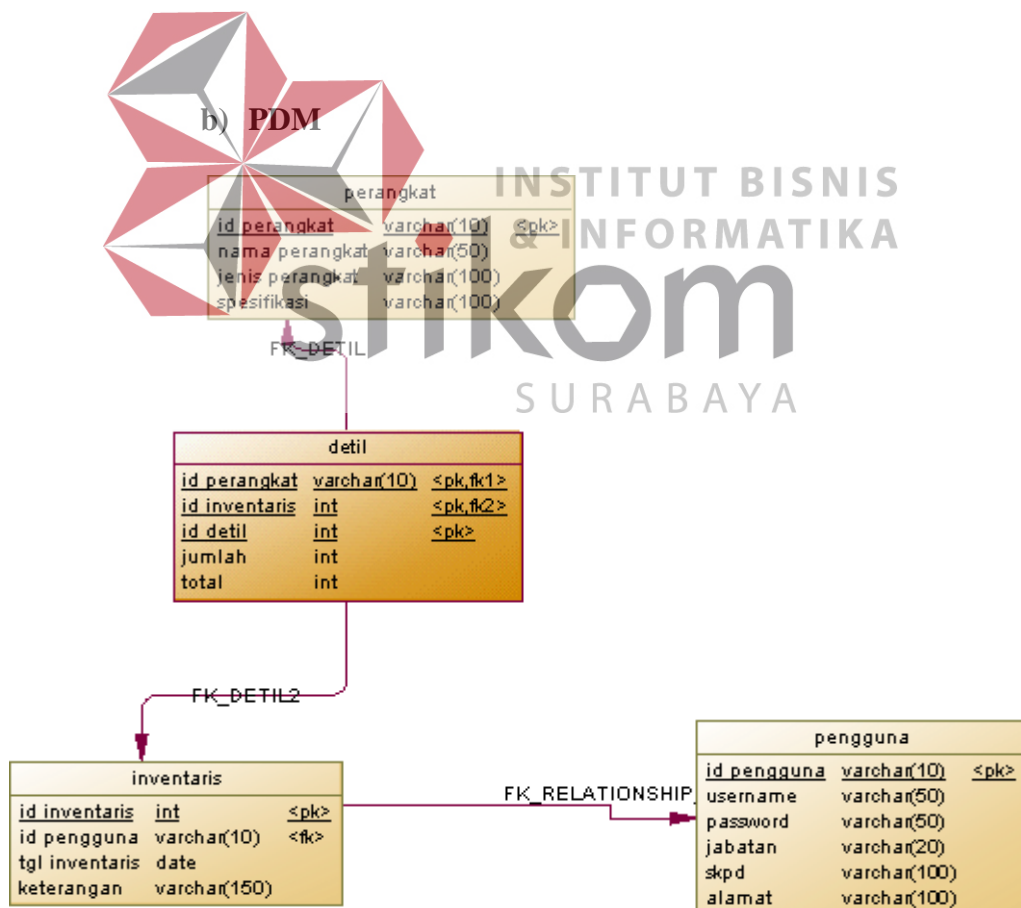 b) PDM
INSTITUT BISNIS
& INFORMATIKA
stikom
SURABAYA
perangkat
id perangkat varchar(10) <pk>
nama perangkat varchar(50)
jenis perangkat varchar(100)
spesifikasi varchar(100)
FK_DETIL
detil
id perangkat varchar(10) <pk,fk1>
id inventaris int <pk,fk2>
id detil int <pk>
jumlah int
total int
FK_DETIL2
inventaris
id inventaris int <pk>
id pengguna varchar(10) <fk>
tgl inventaris date
keterangan varchar(150)
FK_RELATIONSHIP_
pengguna
id pengguna varchar(10) <pk>
username varchar(50)
password varchar(50)
jabatan varchar(20)
skpd varchar(100)
alamat varchar(100)